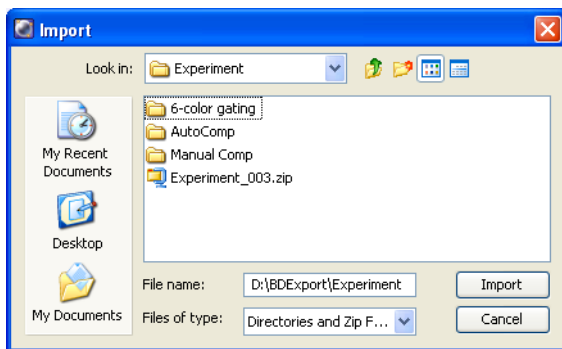 Import
Look in:
Experiment
6-color gating
AutoComp
Manual Comp
Experiment_003.zip
My Recent
Documents
Desktop
My Documents
File name:
D:\BDExport\Experiment
Import
Files of type:
Directories and Zip F...
Cancel